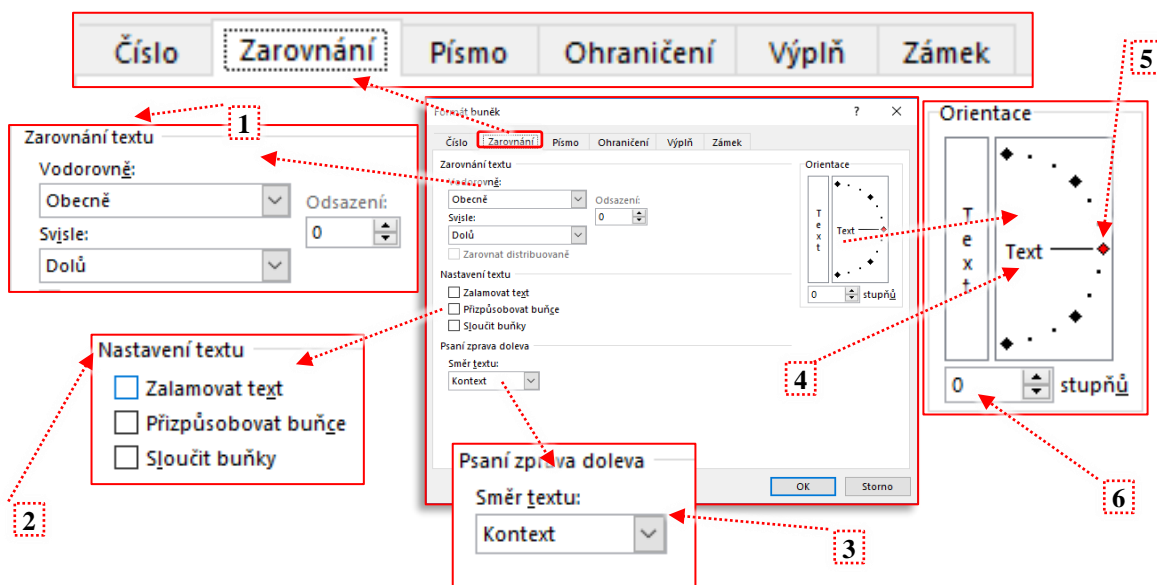 Číslo Zarovnání Písmo Ohraničení Výplň Zámek
5
1
Zarovnání textu
Vodorovně:
Obecně
Odsazení:
Svisle:
0
Dolů
Formát buněk ? ×
Číslo Zarovnání Písmo Ohraničení Výplň Zámek
Zarovnání textu
Vodorovně:
Obecně
Odsazení:
Svisle:
0
Dolů
Zarovnat distribuovaně
Nastavení textu
Zalamovat text
Přizpůsobovat buňce
Sloučit buňky
Psaní zprava doleva
Směr textu:
Kontext
Orientace
Text
Text
0 stupňů
OK Storno
Orientace
Text
Text
0 stupňů
4
6
Nastavení textu
Zalamovat text
Přizpůsobovat buňce
Sloučit buňky
2
Psaní zprava doleva
Směr textu:
Kontext
3